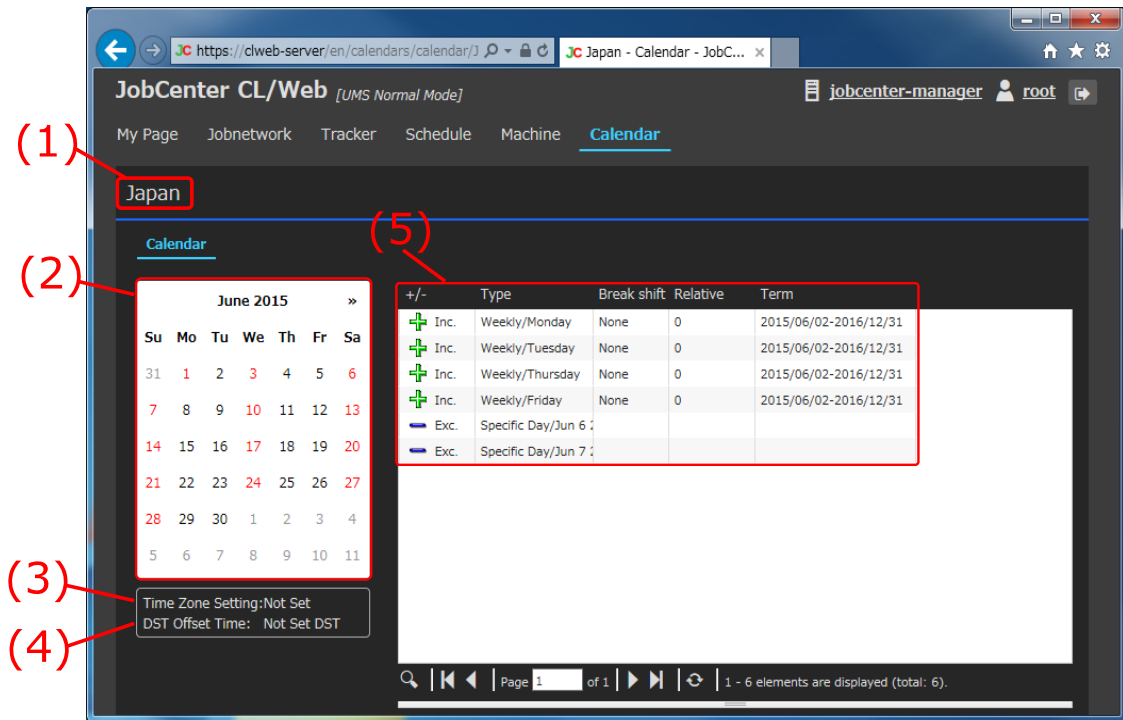 https://clweb-server/en/calendars/calendar/J
JC Japan - Calendar - JobC...
JobCenter CL/Web [UMS Normal Mode]
jobcenter-manager root
My Page Jobnetwork Tracker Schedule Machine Calendar
(1)
Japan
(5)
Calendar
(2)
June 2015 »
Su Mo Tu We Th Fr Sa
31 1 2 3 4 5 6
7 8 9 10 11 12 13
14 15 16 17 18 19 20
21 22 23 24 25 26 27
28 29 30 1 2 3 4
5 6 7 8 9 10 11
+/- Type Break shift Relative Term
Inc. Weekly/Monday None 0 2015/06/02-2016/12/31
Inc. Weekly/Tuesday None 0 2015/06/02-2016/12/31
Inc. Weekly/Thursday None 0 2015/06/02-2016/12/31
Inc. Weekly/Friday None 0 2015/06/02-2016/12/31
Exc. Specific Day/Jun 6 2
Exc. Specific Day/Jun 7 2
(3)
Time Zone Setting:Not Set
(4)
DST Offset Time: Not Set DST
Page 1 of 1 1 - 6 elements are displayed (total: 6).